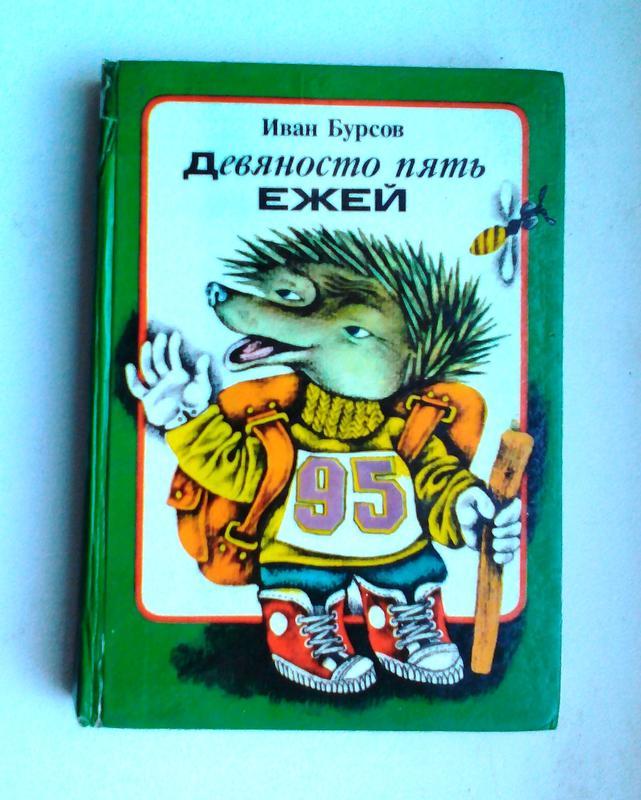 Иван Бурсов
Девяносто пять
ЕЖЕЙ
95